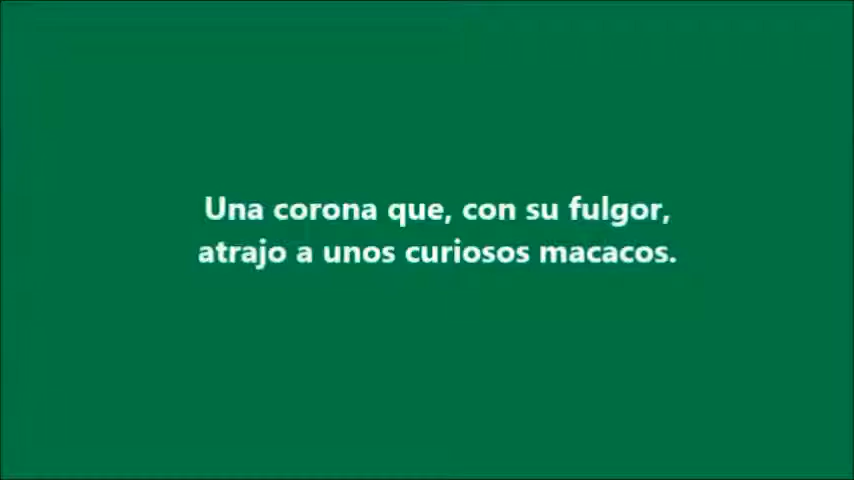 Una corona que, con su fulgor,
atrajo a unos curiosos macacos.